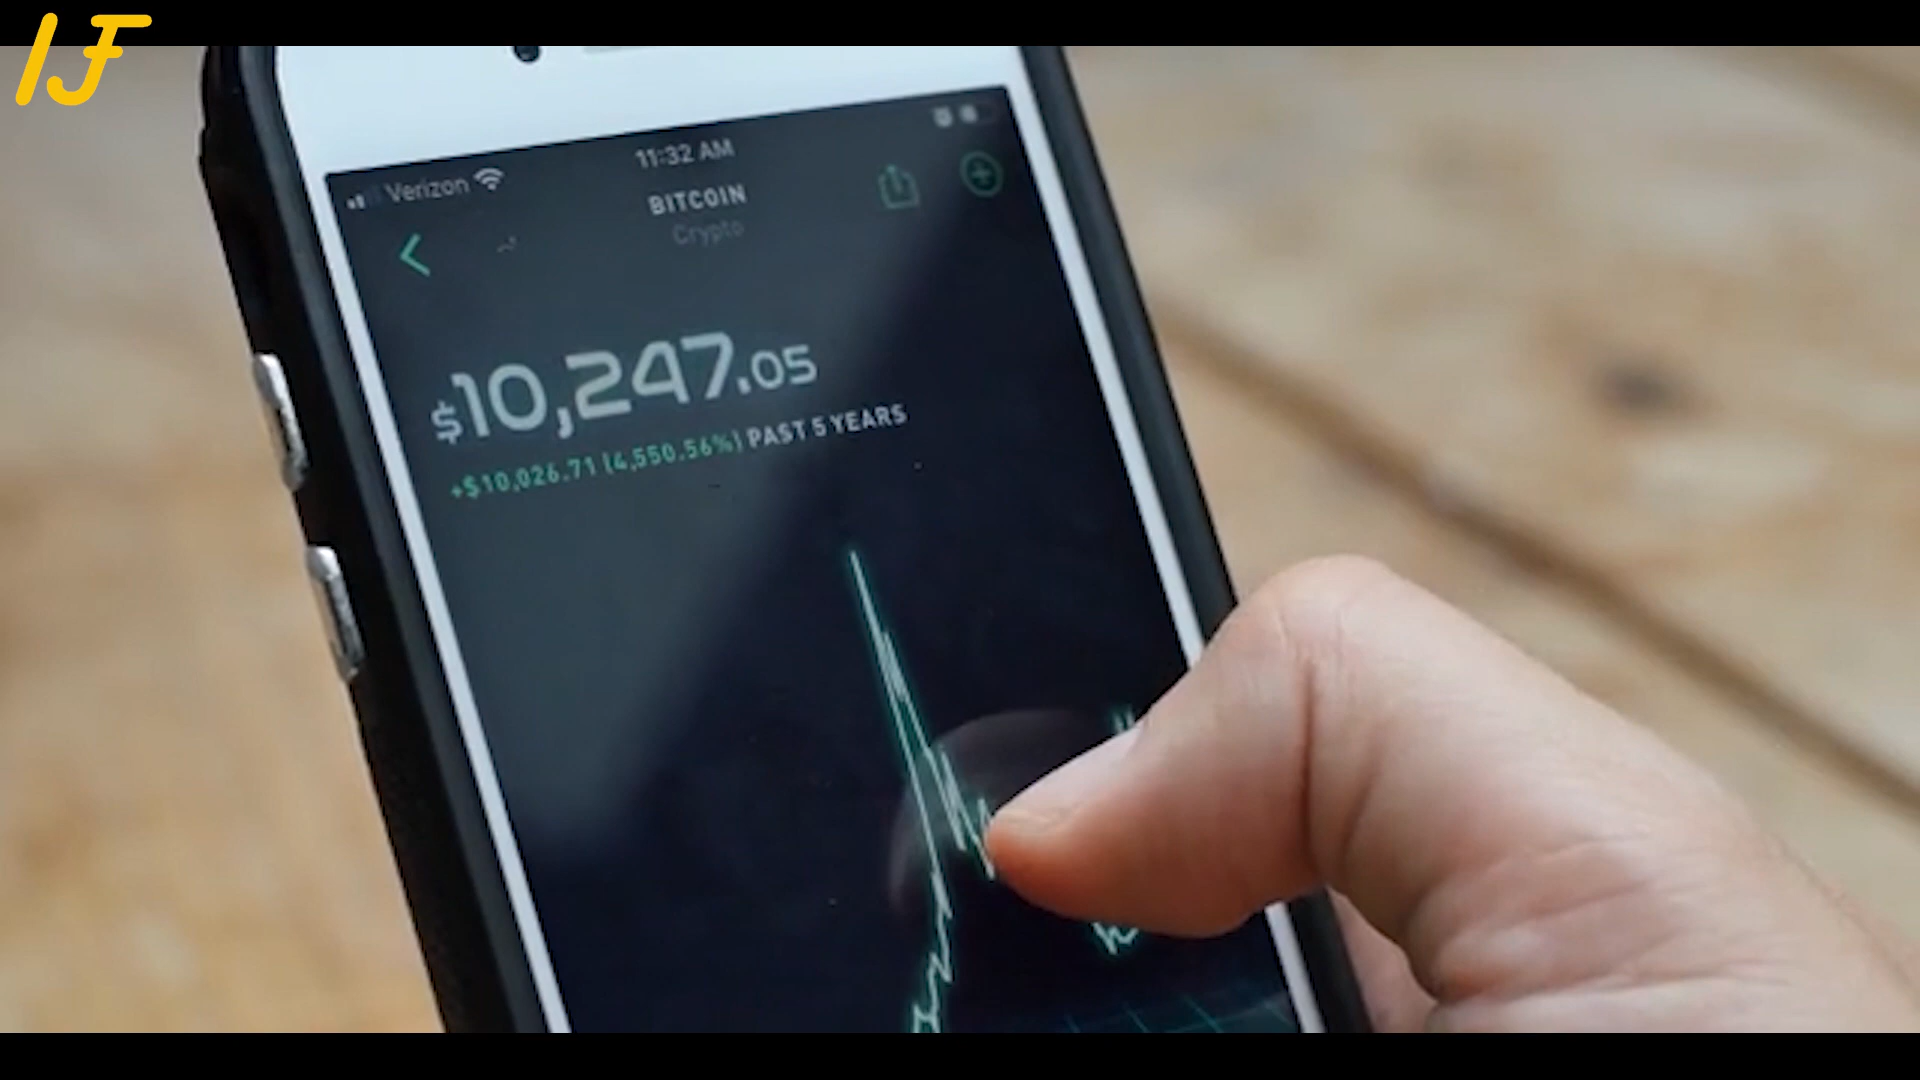 IF
Verizon
11:32 AM
BITCOIN
Crypto
$10,247.05
+$10,026.71 (4,550.56%) PAST 5 YEARS